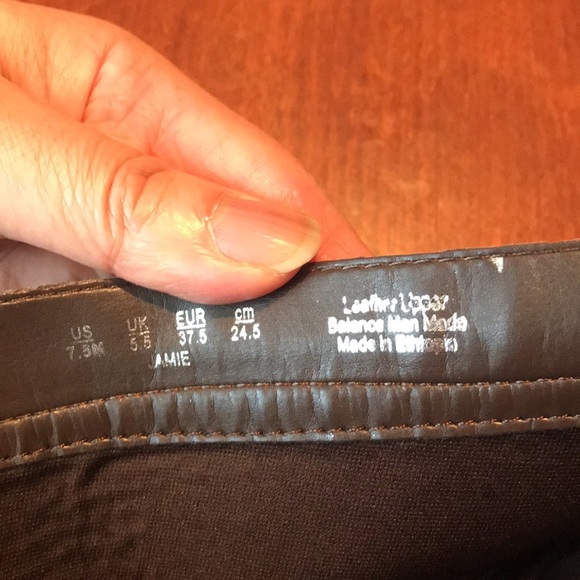 US UK EUR cm
7.5M 5.5 37.5 24.5
JAMIE
Leather Upper
Balance Man Made
Made in Ethiopia